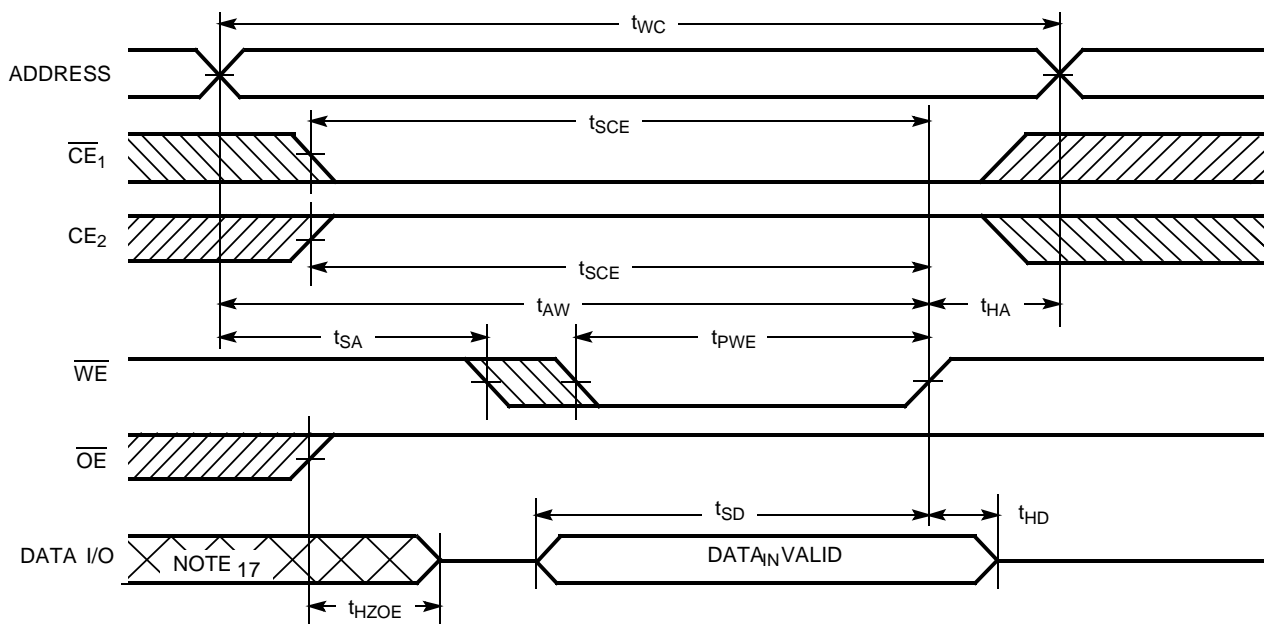 tWC
ADDRESS
tSCE
CE1
CE2
tSCE
tAW
tHA
tSA
tPWE
WE
OE
tSD
tHD
DATA I/O
NOTE 17
DATAIN VALID
tHZOE